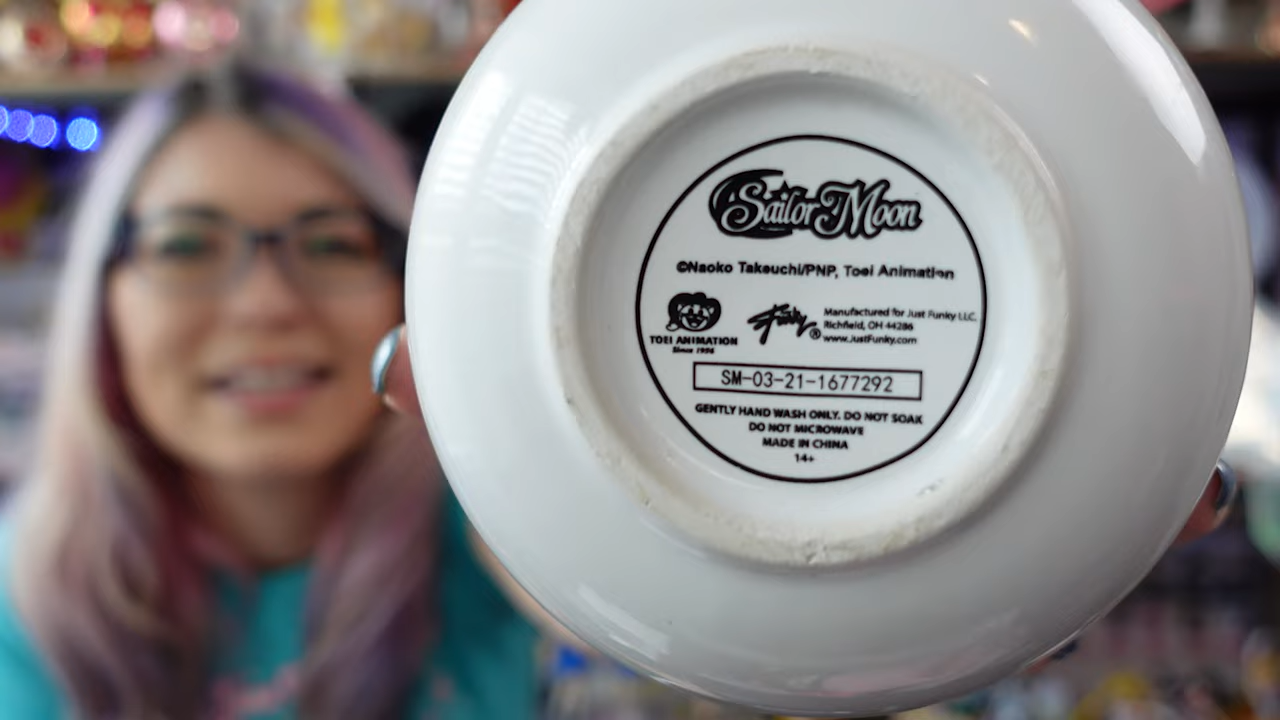 Sailor Moon
©Naoko Takeuchi/PNP, Toei Animation
TOEI ANIMATION
Since 1956
Just Funky®
Manufactured for Just Funky LLC.
Richfield, OH 44286
www.JustFunky.com
SM-03-21-1677292
GENTLY HAND WASH ONLY. DO NOT SOAK
DO NOT MICROWAVE
MADE IN CHINA
14+